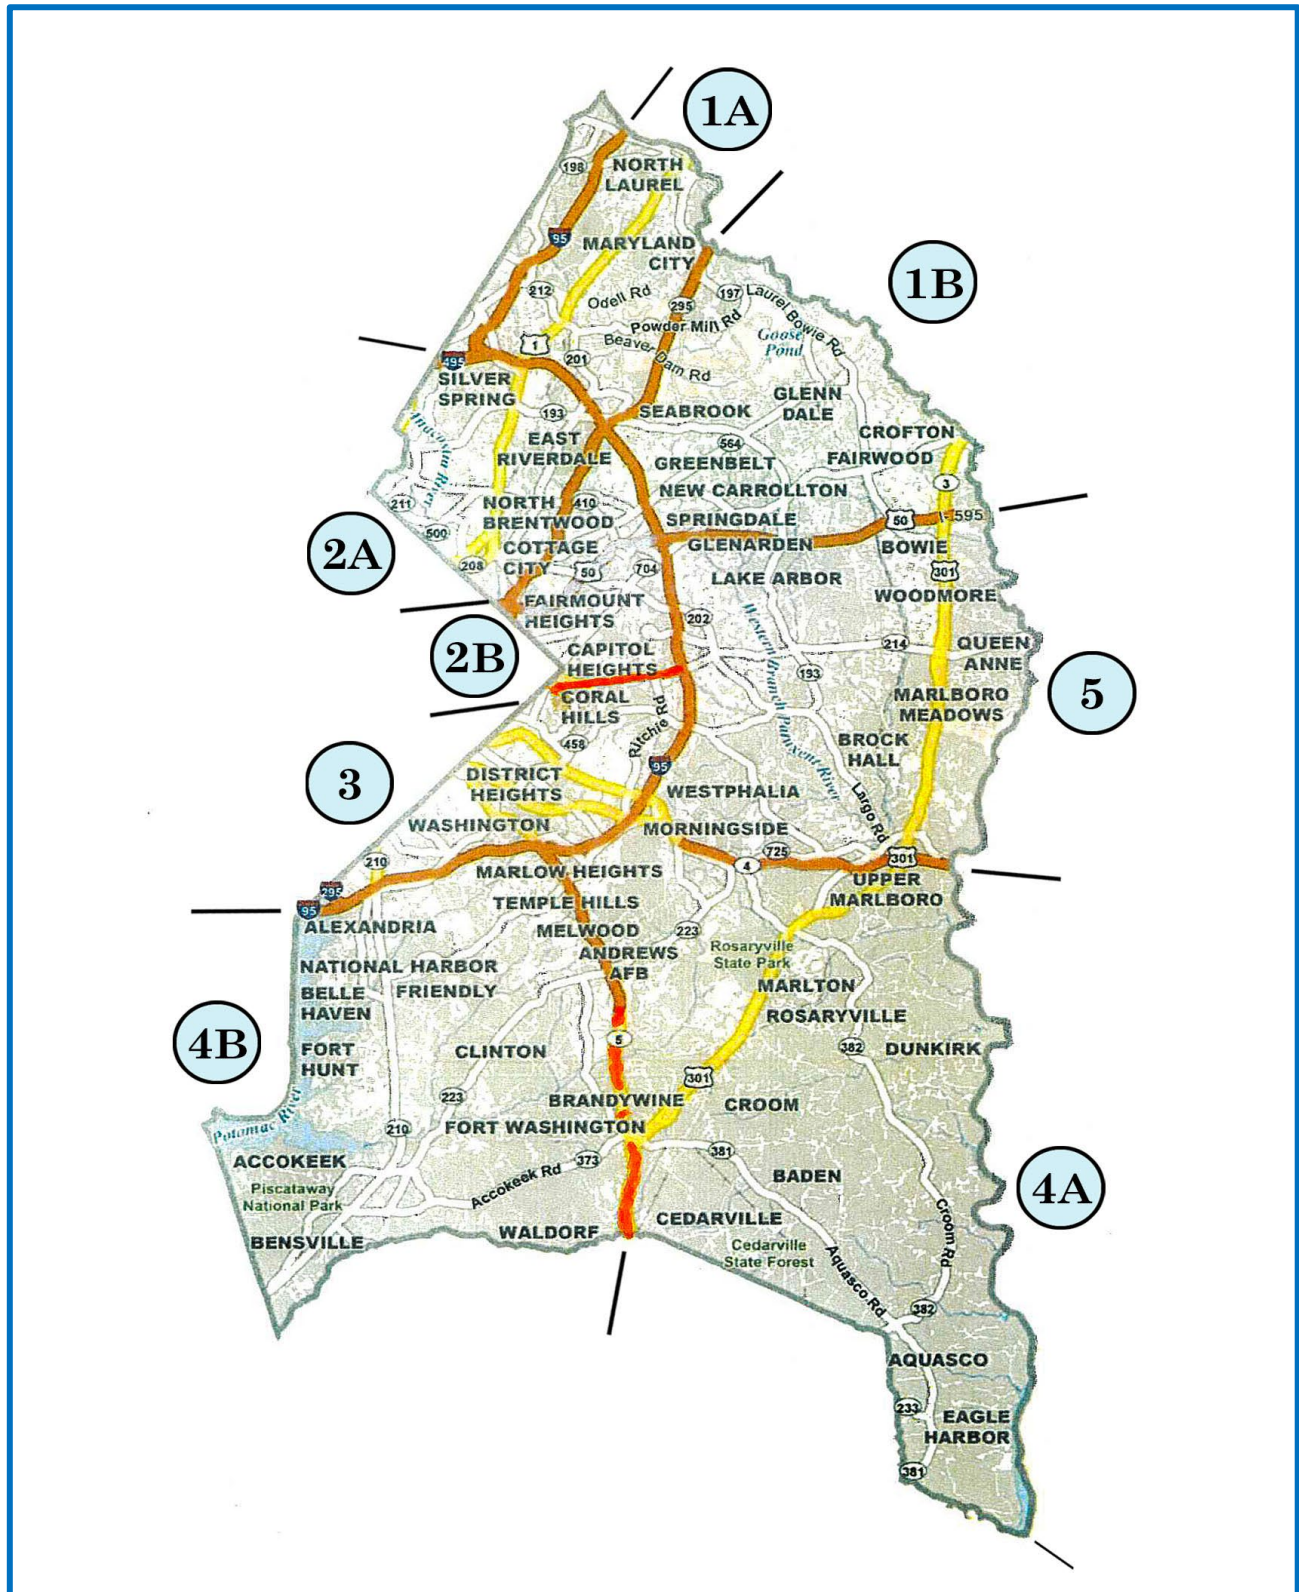 1A
198
NORTH
LAUREL
95
MARYLAND
CITY
1B
212
Odell Rd
295
197
Laurel Bowie Rd
Powder Mill Rd
Goose
Pond
1
201
Beaver Dam Rd
495
SILVER
SPRING
GLENN
DALE
193
SEABROOK
Anacostia River
EAST
RIVERDALE
564
CROFTON
FAIRWOOD
GREENBELT
3
211
NORTH
BRENTWOOD
410
NEW CARROLLTON
SPRINGDALE
50
I-595
500
2A
COTTAGE
CITY
GLENARDEN
BOWIE
208
50
704
LAKE ARBOR
301
WOODMORE
FAIRMOUNT
HEIGHTS
202
Western Branch Patuxent River
2B
CAPITOL
HEIGHTS
214
QUEEN
ANNE
193
5
CORAL
HILLS
MARLBORO
MEADOWS
Ritchie Rd
458
BROCK
HALL
3
95
DISTRICT
HEIGHTS
WESTPHALIA
Largo Rd
WASHINGTON
MORNINGSIDE
725
4
301
210
MARLOW HEIGHTS
UPPER
MARLBORO
295
95
TEMPLE HILLS
ALEXANDRIA
MELWOOD
223
ANDREWS
AFB
Rosaryville
State Park
NATIONAL HARBOR
BELLE
HAVEN
FRIENDLY
MARLTON
ROSARYVILLE
4B
5
382
DUNKIRK
FORT
HUNT
CLINTON
301
223
BRANDYWINE
CROOM
Potomac River
210
FORT WASHINGTON
381
ACCOKEEK
373
Accokeek Rd
BADEN
4A
Piscataway
National Park
Croom Rd
WALDORF
CEDARVILLE
BENSVILLE
Cedarville
State Forest
Aquasco Rd
382
AQUASCO
233
EAGLE
HARBOR
381